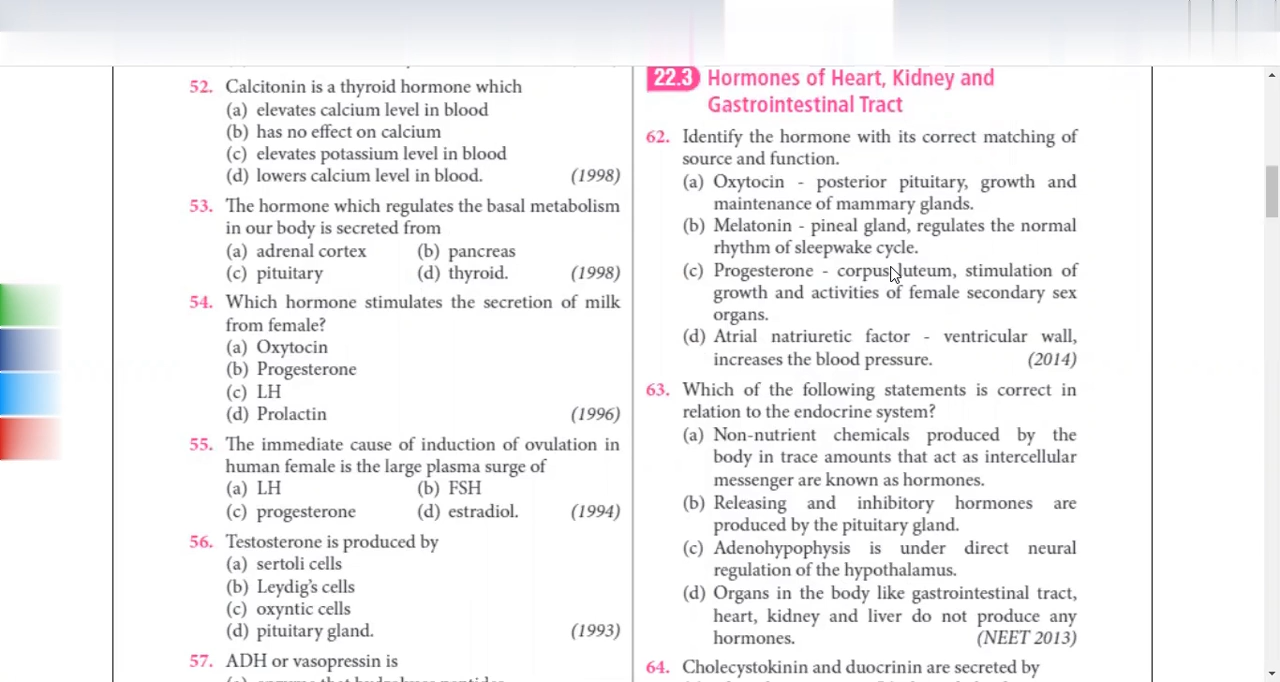 52. Calcitonin is a thyroid hormone which
(a) elevates calcium level in blood
(b) has no effect on calcium
(c) elevates potassium level in blood
(d) lowers calcium level in blood. (1998)
53. The hormone which regulates the basal metabolism
in our body is secreted from
(a) adrenal cortex (b) pancreas
(c) pituitary (d) thyroid. (1998)
54. Which hormone stimulates the secretion of milk
from female?
(a) Oxytocin
(b) Progesterone
(c) LH
(d) Prolactin (1996)
55. The immediate cause of induction of ovulation in
human female is the large plasma surge of
(a) LH (b) FSH
(c) progesterone (d) estradiol. (1994)
56. Testosterone is produced by
(a) sertoli cells
(b) Leydig's cells
(c) oxyntic cells
(d) pituitary gland. (1993)
57. ADH or vasopressin is
22.3 Hormones of Heart, Kidney and
Gastrointestinal Tract
62. Identify the hormone with its correct matching of
source and function.
(a) Oxytocin - posterior pituitary, growth and
maintenance of mammary glands.
(b) Melatonin - pineal gland, regulates the normal
rhythm of sleepwake cycle.
(c) Progesterone - corpus luteum, stimulation of
growth and activities of female secondary sex
organs.
(d) Atrial natriuretic factor - ventricular wall,
increases the blood pressure. (2014)
63. Which of the following statements is correct in
relation to the endocrine system?
(a) Non-nutrient chemicals produced by the
body in trace amounts that act as intercellular
messenger are known as hormones.
(b) Releasing and inhibitory hormones are
produced by the pituitary gland.
(c) Adenohypophysis is under direct neural
regulation of the hypothalamus.
(d) Organs in the body like gastrointestinal tract,
heart, kidney and liver do not produce any
hormones. (NEET 2013)
64. Cholecystokinin and duocrinin are secreted by